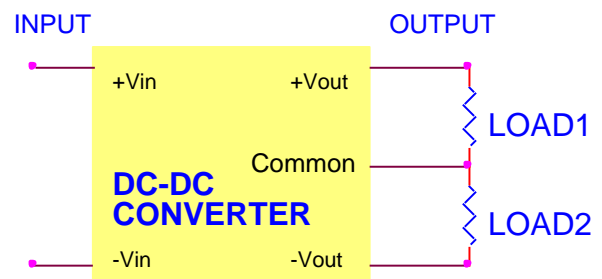 INPUT
OUTPUT
+Vin
+Vout
LOAD1
Common
DC-DC
CONVERTER
LOAD2
-Vin
-Vout